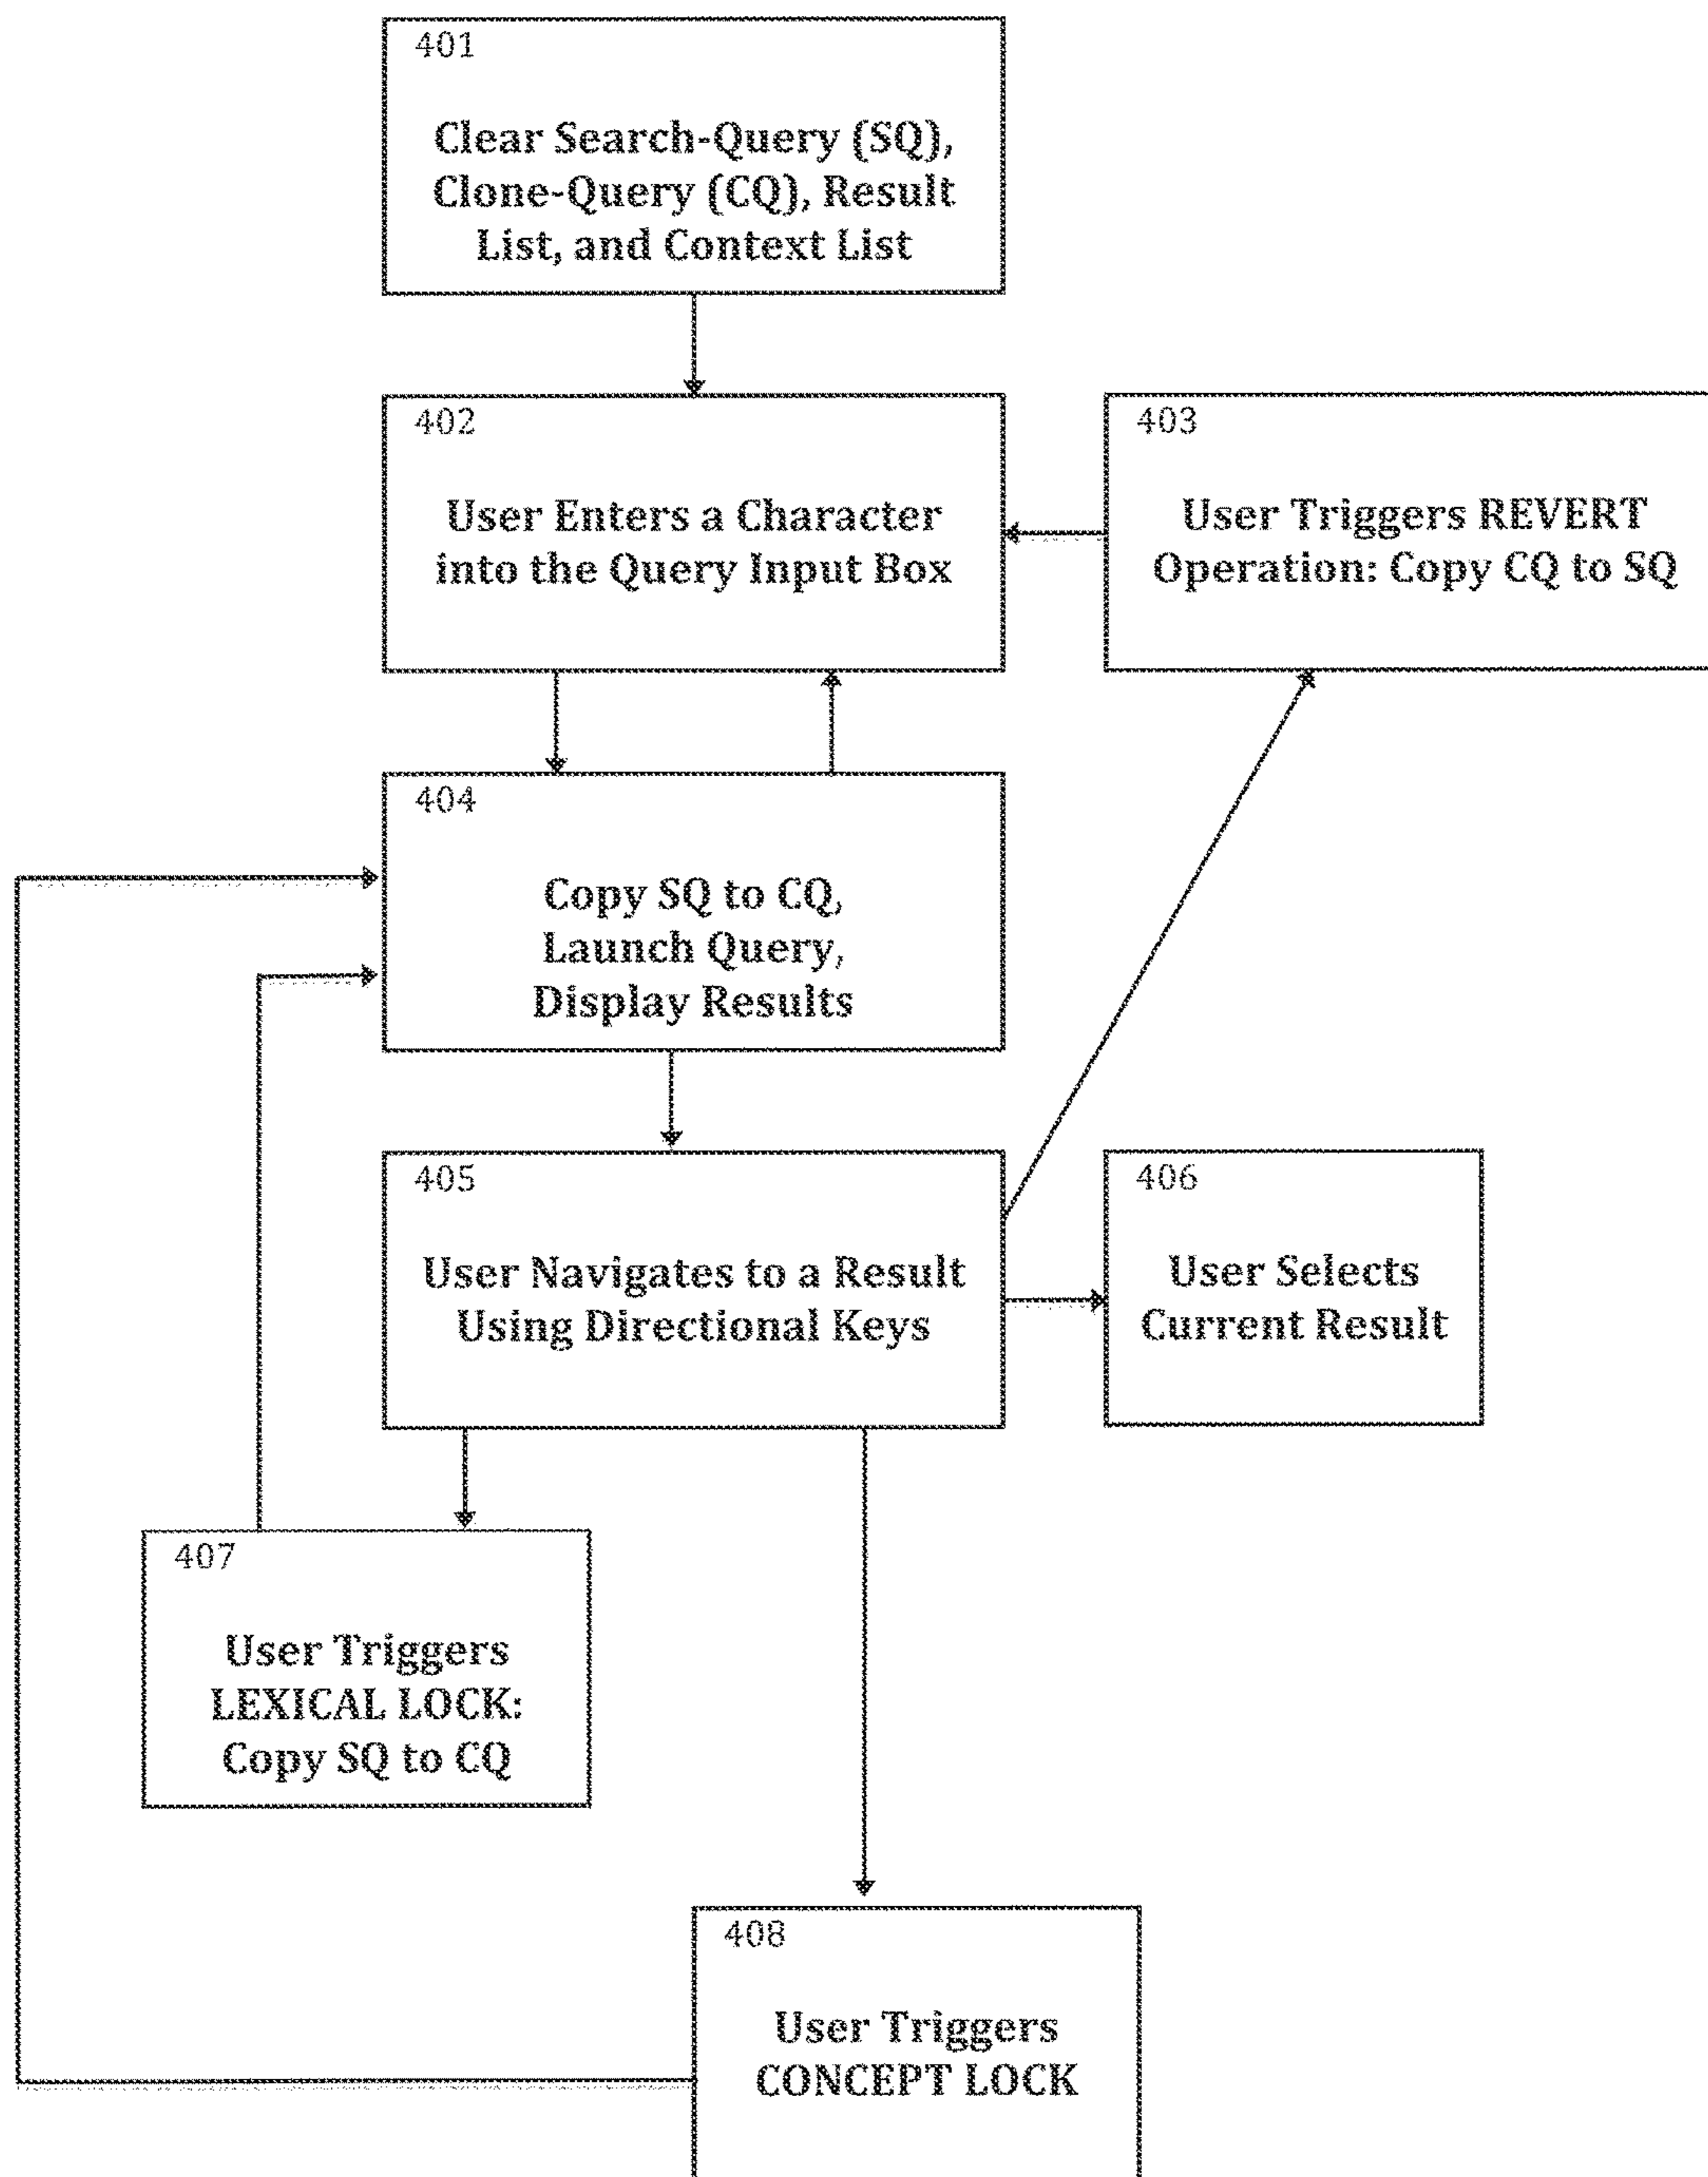 401
Clear Search-Query (SQ),
Clone-Query (CQ), Result
List, and Context List
402
User Enters a Character
into the Query Input Box
403
User Triggers REVERT
Operation: Copy CQ to SQ
404
Copy SQ to CQ,
Launch Query,
Display Results
405
User Navigates to a Result
Using Directional Keys
406
User Selects
Current Result
407
User Triggers
LEXICAL LOCK:
Copy SQ to CQ
408
User Triggers
CONCEPT LOCK